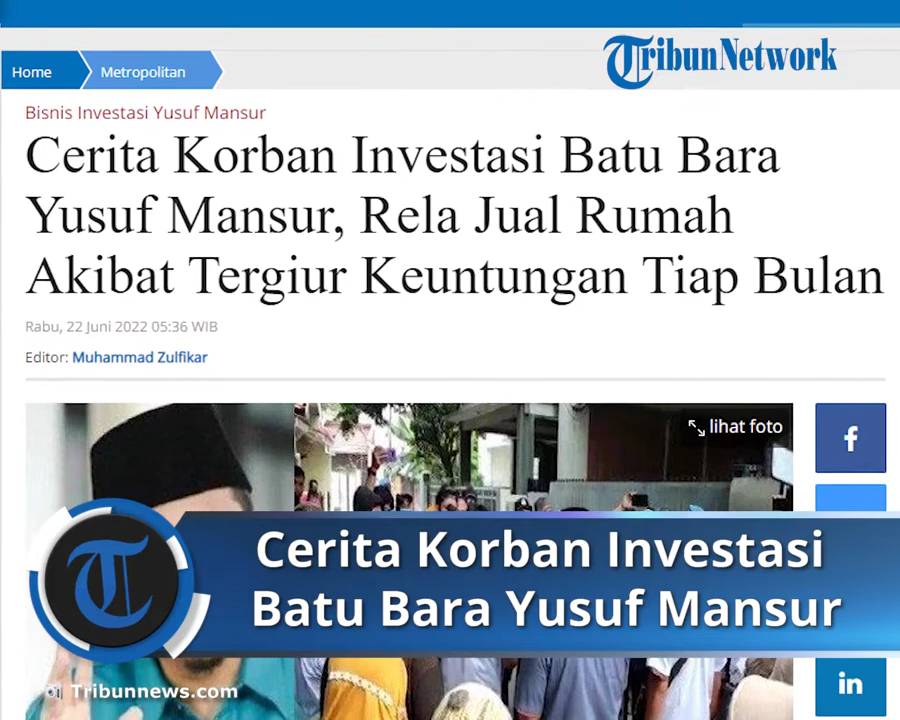 TribunNetwork
Home
Metropolitan
Bisnis Investasi Yusuf Mansur
Cerita Korban Investasi Batu Bara
Yusuf Mansur, Rela Jual Rumah
Akibat Tergiur Keuntungan Tiap Bulan
Rabu, 22 Juni 2022 05:36 WIB
Editor: Muhammad Zulfikar
lihat foto
f
T
Cerita Korban Investasi
Batu Bara Yusuf Mansur
Tribunnews.com
in